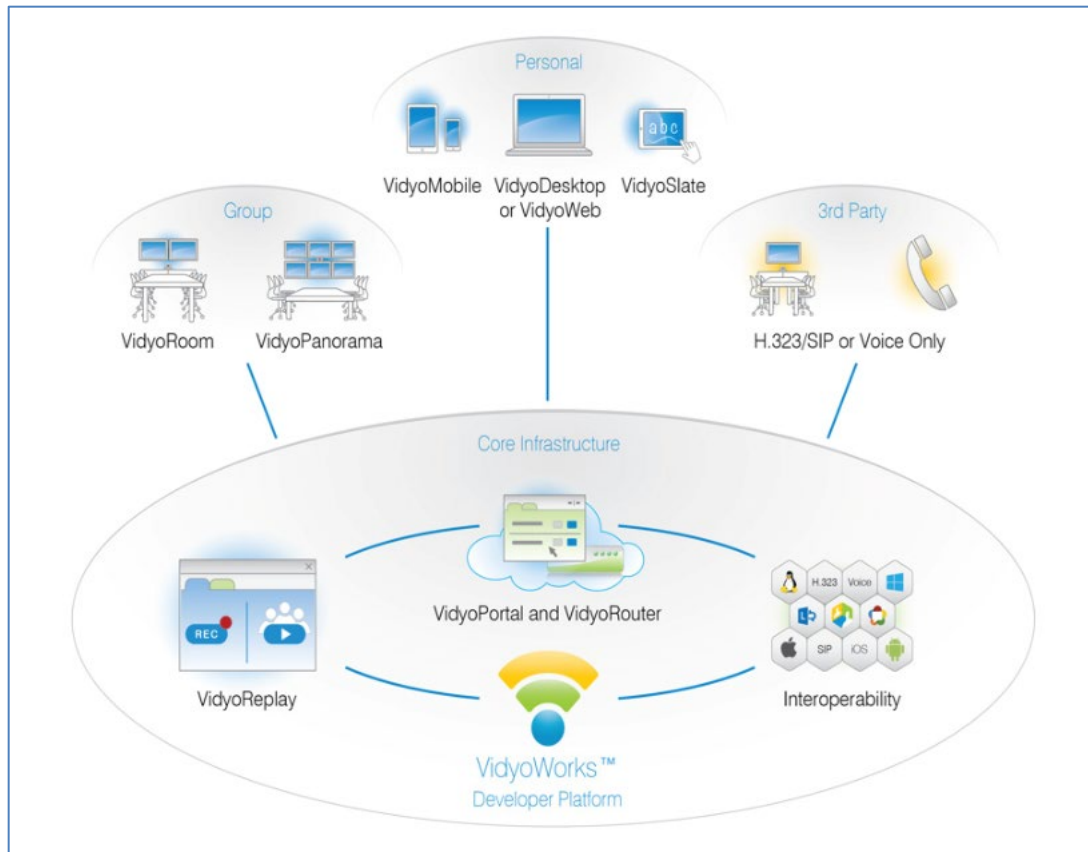 Personal
abc
VidyoMobile
VidyoDesktop
or VidyoWeb
VidyoSlate
Group
VidyoRoom
VidyoPanorama
3rd Party
H.323/SIP or Voice Only
Core Infrastructure
VidyoPortal and VidyoRouter
REC
VidyoReplay
H.323
Voice
SIP
iOS
Interoperability
VidyoWorks™
Developer Platform